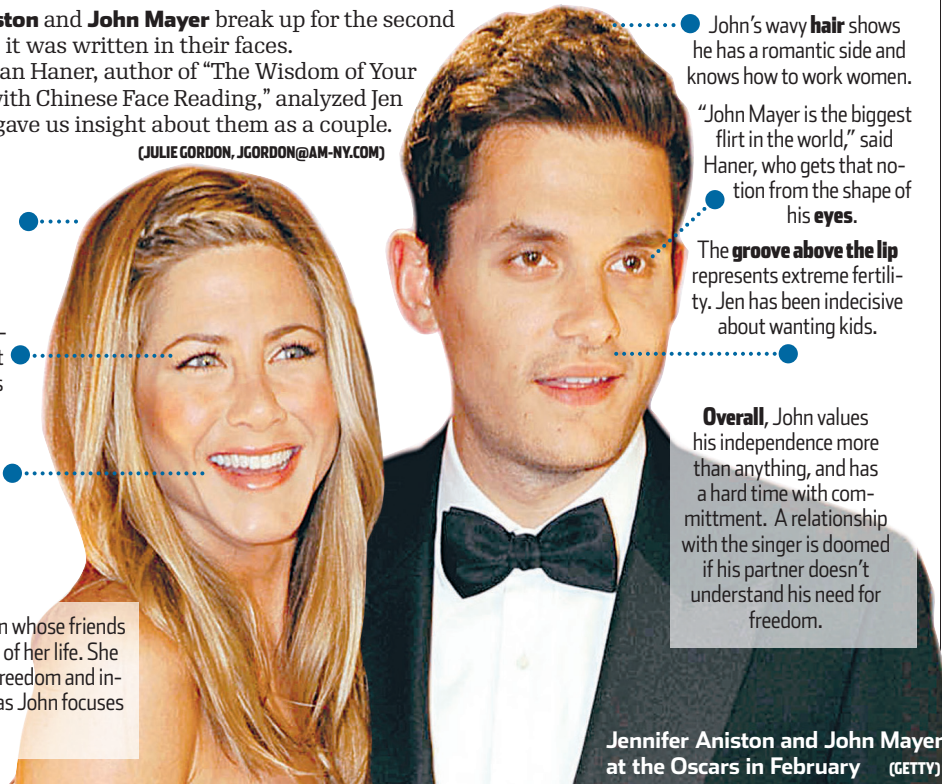 ston and John Mayer break up for the second
it was written in their faces.
an Haner, author of “The Wisdom of Your
with Chinese Face Reading,” analyzed Jen
gave us insight about them as a couple.
(JULIE GORDON, JGORDON@AM-NY.COM)
–
t
s
n whose friends
of her life. She
reedom and in-
as John focuses
John’s wavy hair shows
he has a romantic side and
knows how to work women.
“John Mayer is the biggest
flirt in the world,” said
Haner, who gets that no-
tion from the shape of
his eyes.
The groove above the lip
represents extreme fertili-
ty. Jen has been indecisive
about wanting kids.
Overall, John values
his independence more
than anything, and has
a hard time with com-
mittment. A relationship
with the singer is doomed
if his partner doesn’t
understand his need for
freedom.
Jennifer Aniston and John Mayer
at the Oscars in February (GETTY)